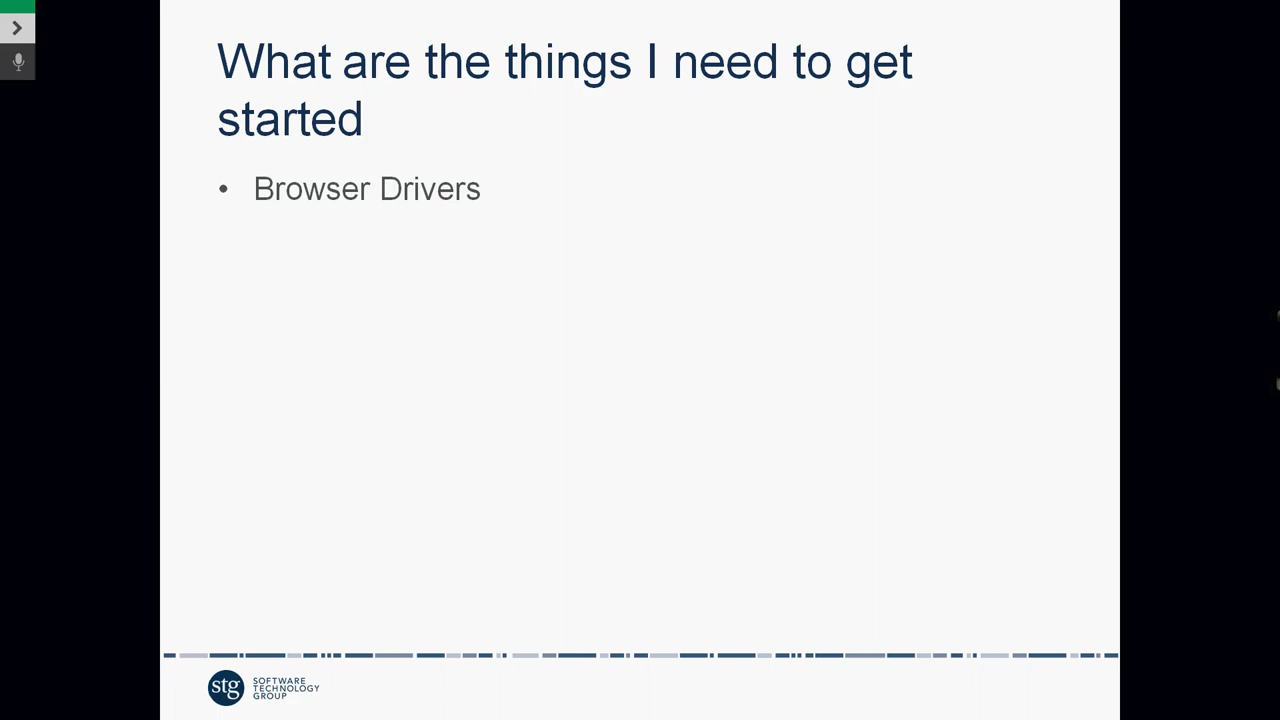 What are the things I need to get
started
• Browser Drivers
stg
SOFTWARE
TECHNOLOGY
GROUP